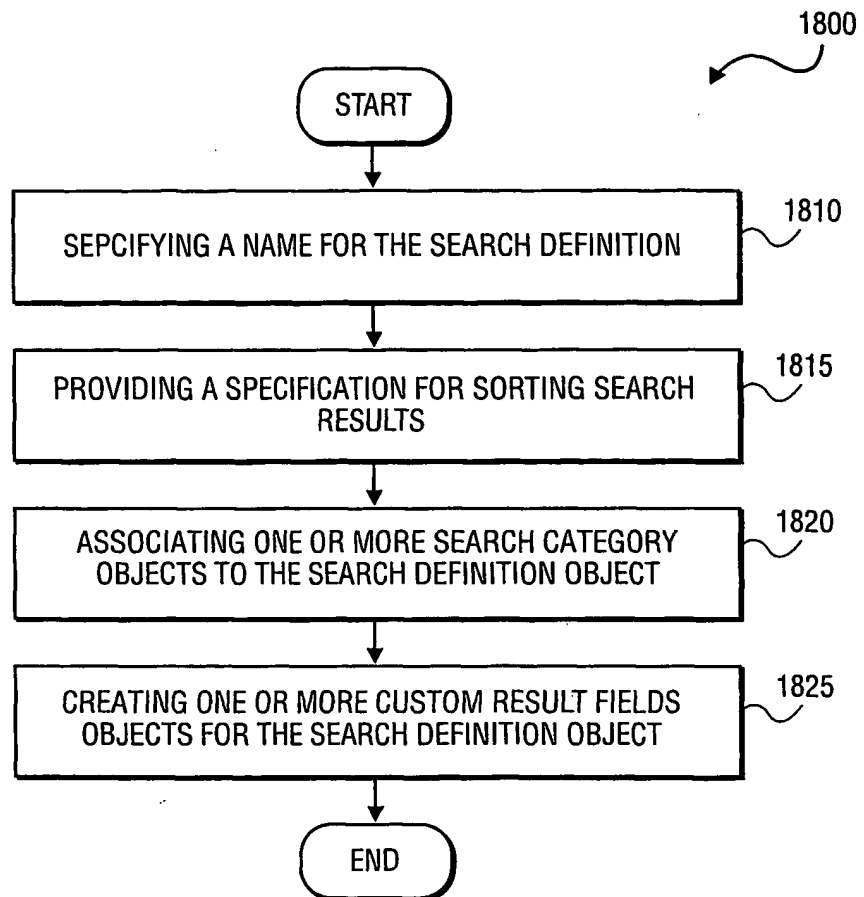 1800
START
SEPCIFYING A NAME FOR THE SEARCH DEFINITION
1810
PROVIDING A SPECIFICATION FOR SORTING SEARCH
RESULTS
1815
ASSOCIATING ONE OR MORE SEARCH CATEGORY
OBJECTS TO THE SEARCH DEFINITION OBJECT
1820
CREATING ONE OR MORE CUSTOM RESULT FIELDS
OBJECTS FOR THE SEARCH DEFINITION OBJECT
1825
END